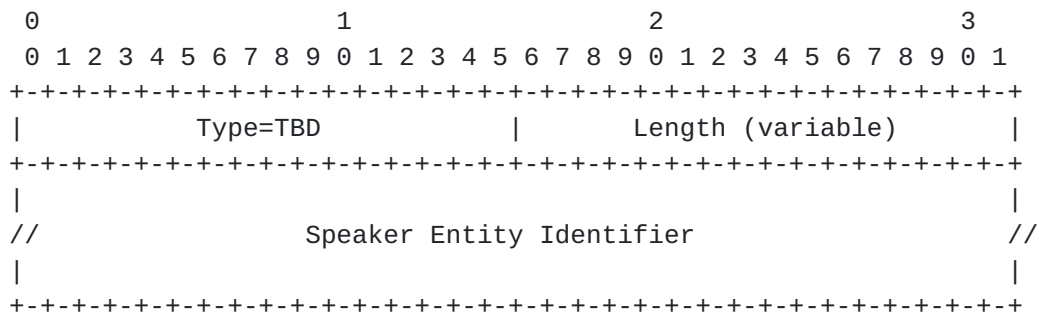 0                   1                   2                   3
 0 1 2 3 4 5 6 7 8 9 0 1 2 3 4 5 6 7 8 9 0 1 2 3 4 5 6 7 8 9 0 1
+-+-+-+-+-+-+-+-+-+-+-+-+-+-+-+-+-+-+-+-+-+-+-+-+-+-+-+-+-+-+-+-+
|           Type=TBD            |       Length (variable)       |
+-+-+-+-+-+-+-+-+-+-+-+-+-+-+-+-+-+-+-+-+-+-+-+-+-+-+-+-+-+-+-+-+
|                                                               |
//                 Speaker Entity Identifier                    //
|                                                               |
+-+-+-+-+-+-+-+-+-+-+-+-+-+-+-+-+-+-+-+-+-+-+-+-+-+-+-+-+-+-+-+-+